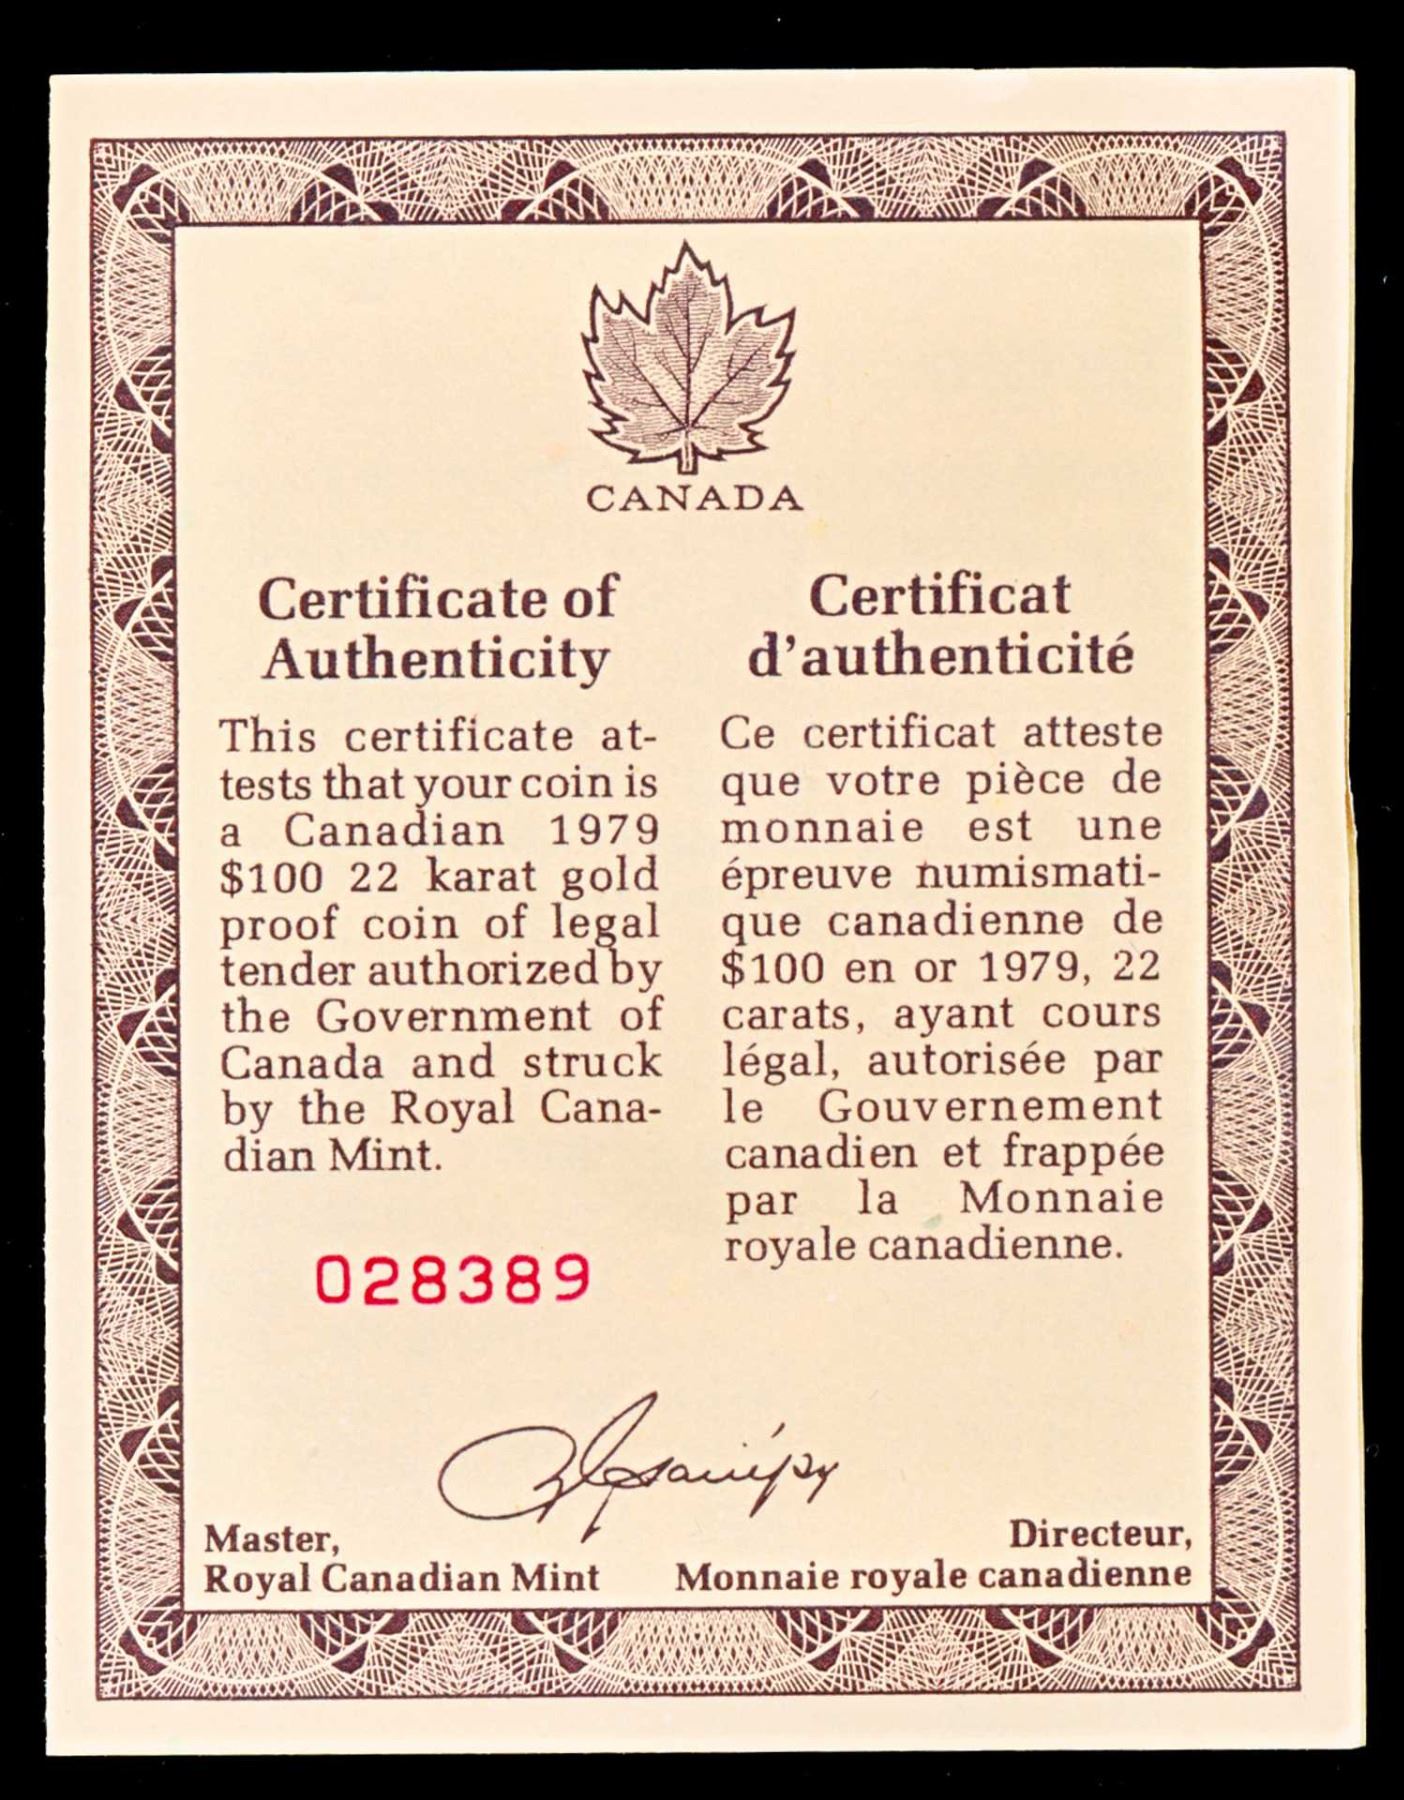 CANADA
Certificate of
Authenticity
This certificate at-
tests that your coin is
a Canadian 1979
$100 22 karat gold
proof coin of legal
tender authorized by
the Government of
Canada and struck
by the Royal Cana-
dian Mint.
028389
Certificat
d'authenticité
Ce certificat atteste
que votre pièce de
monnaie est une
épreuve numismati-
que canadienne de
$100 en or 1979, 22
carats, ayant cours
légal, autorisée par
le Gouvernement
canadien et frappée
par la Monnaie
royale canadienne.
Master,
Royal Canadian Mint
Directeur,
Monnaie royale canadienne